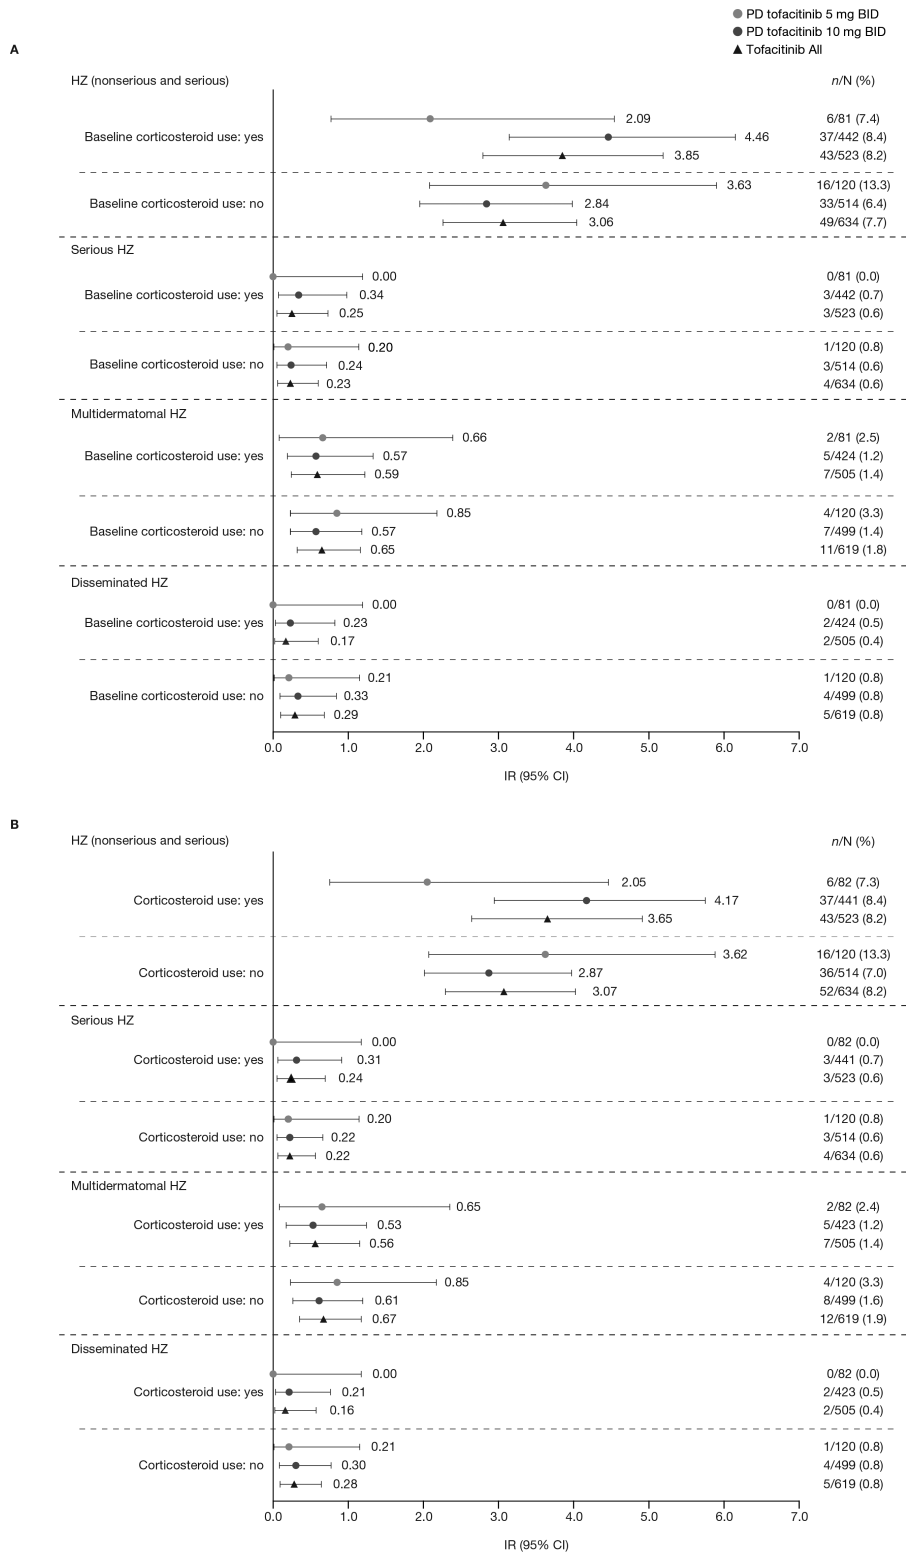 PD tofacitinib 5 mg BID
PD tofacitinib 10 mg BID
Tofacitinib All
A
HZ (nonserious and serious) n/N (%)
2.09 6/81 (7.4)
Baseline corticosteroid use: yes 4.46 37/442 (8.4)
3.85 43/523 (8.2)
3.63 16/120 (13.3)
Baseline corticosteroid use: no 2.84 33/514 (6.4)
3.06 49/634 (7.7)
Serious HZ
0.00 0/81 (0.0)
Baseline corticosteroid use: yes 0.34 3/442 (0.7)
0.25 3/523 (0.6)
0.20 1/120 (0.8)
Baseline corticosteroid use: no 0.24 3/514 (0.6)
0.23 4/634 (0.6)
Multidermatomal HZ
0.66 2/81 (2.5)
Baseline corticosteroid use: yes 0.57 5/424 (1.2)
0.59 7/505 (1.4)
0.85 4/120 (3.3)
Baseline corticosteroid use: no 0.57 7/499 (1.4)
0.65 11/619 (1.8)
Disseminated HZ
0.00 0/81 (0.0)
Baseline corticosteroid use: yes 0.23 2/424 (0.5)
0.17 2/505 (0.4)
0.21 1/120 (0.8)
Baseline corticosteroid use: no 0.33 4/499 (0.8)
0.29 5/619 (0.8)
0.0 1.0 2.0 3.0 4.0 5.0 6.0 7.0
IR (95% CI)
B
HZ (nonserious and serious) n/N (%)
2.05 6/82 (7.3)
Corticosteroid use: yes 4.17 37/441 (8.4)
3.65 43/523 (8.2)
3.62 16/120 (13.3)
Corticosteroid use: no 2.87 36/514 (7.0)
3.07 52/634 (8.2)
Serious HZ
0.00 0/82 (0.0)
Corticosteroid use: yes 0.31 3/441 (0.7)
0.24 3/523 (0.6)
0.20 1/120 (0.8)
Corticosteroid use: no 0.22 3/514 (0.6)
0.22 4/634 (0.6)
Multidermatomal HZ
0.65 2/82 (2.4)
Corticosteroid use: yes 0.53 5/423 (1.2)
0.56 7/505 (1.4)
0.85 4/120 (3.3)
Corticosteroid use: no 0.61 8/499 (1.6)
0.67 12/619 (1.9)
Disseminated HZ
0.00 0/82 (0.0)
Corticosteroid use: yes 0.21 2/423 (0.5)
0.16 2/505 (0.4)
0.21 1/120 (0.8)
Corticosteroid use: no 0.30 4/499 (0.8)
0.28 5/619 (0.8)
0.0 1.0 2.0 3.0 4.0 5.0 6.0 7.0
IR (95% CI)